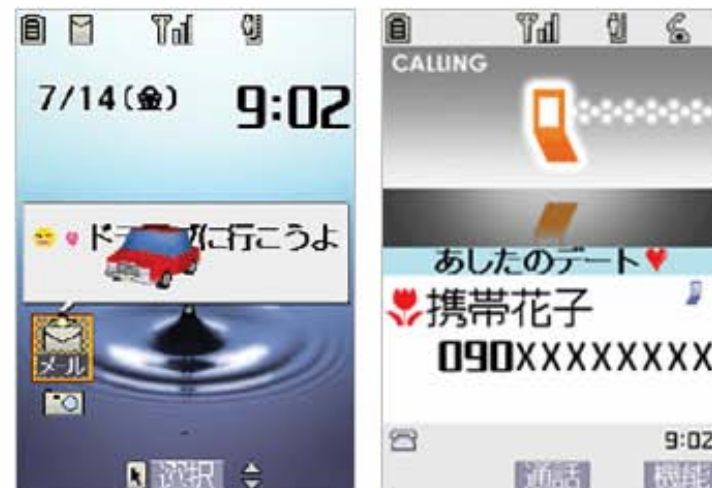 7/14(金) 9:02
に行こうよ
メール
選択
CALLING
あしたのデート
携帯花子
090XXXXXXXX
9:02
通話
機能